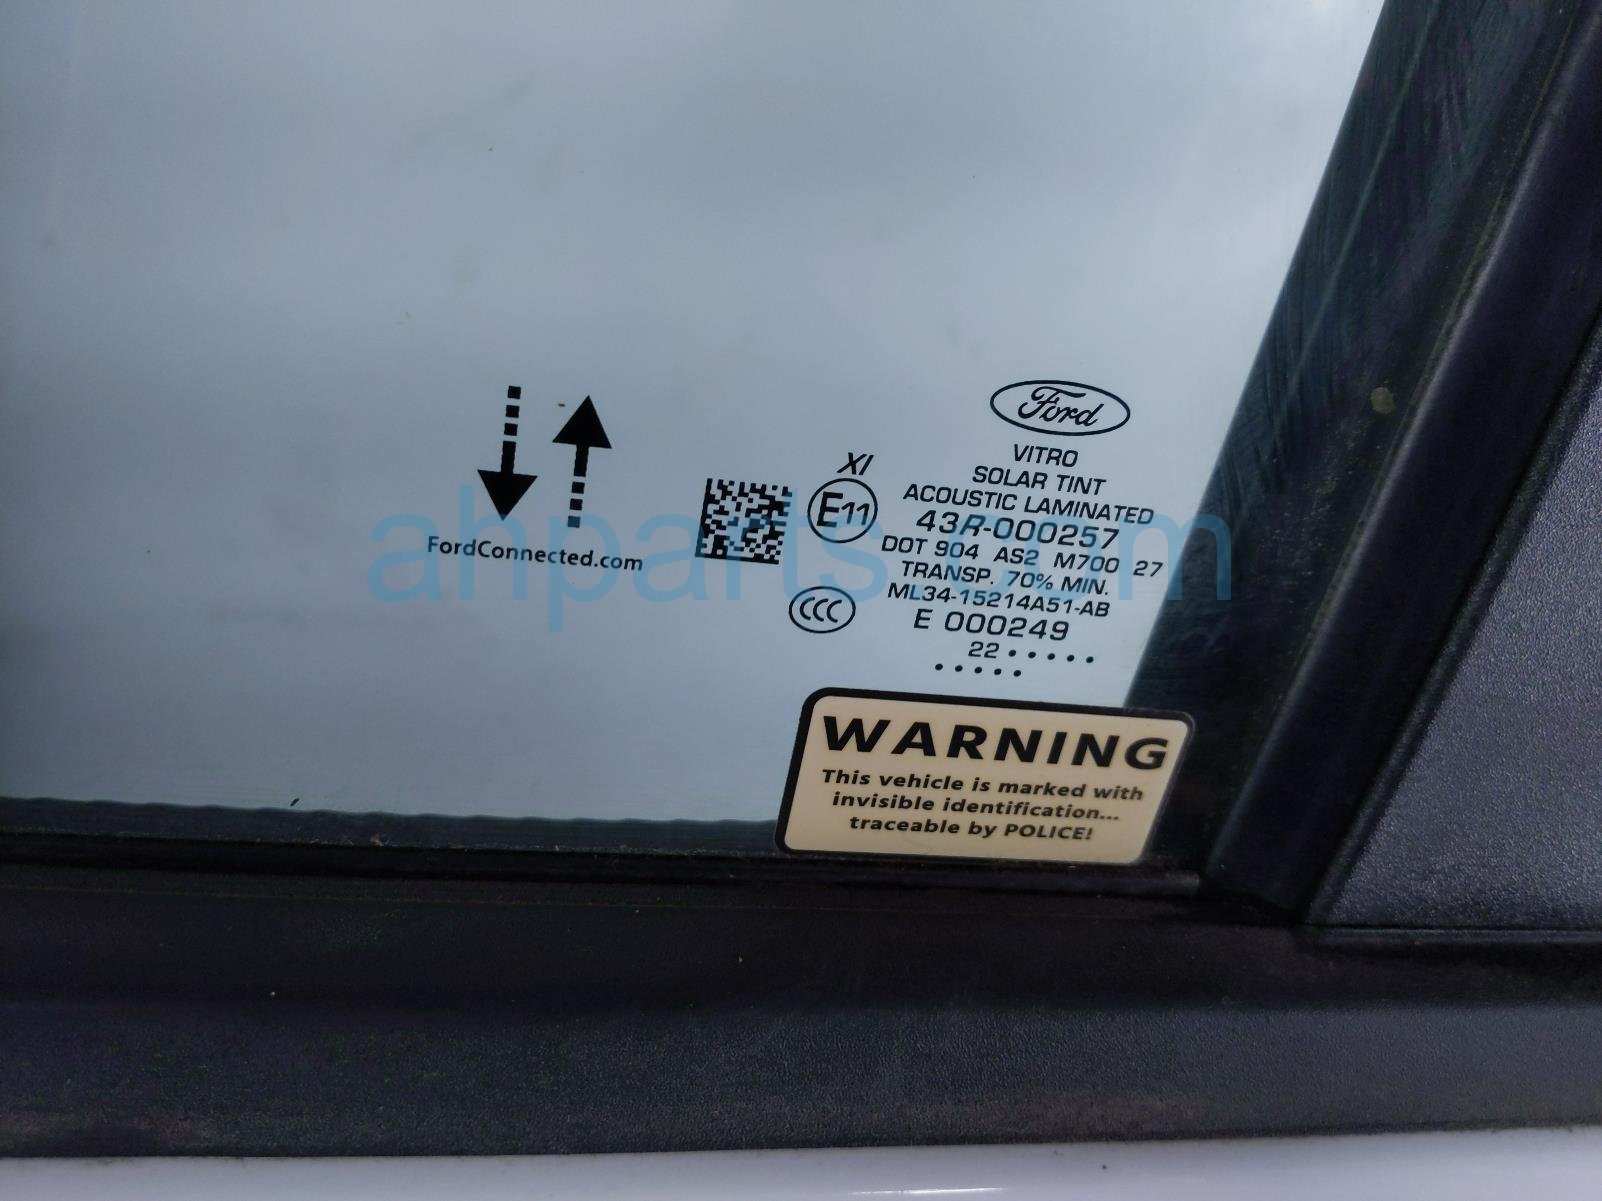 Ford
VITRO
SOLAR TINT
ACOUSTIC LAMINATED
43R-000257
DOT 904 AS2 M700 27
TRANSP. 70% MIN.
ML34-15214A51-AB
E 000249
22 • • • • •
• • • • •
XI
E11
CCC
FordConnected.com
ahparts.com
WARNING
This vehicle is marked with
invisible identification...
traceable by POLICE!